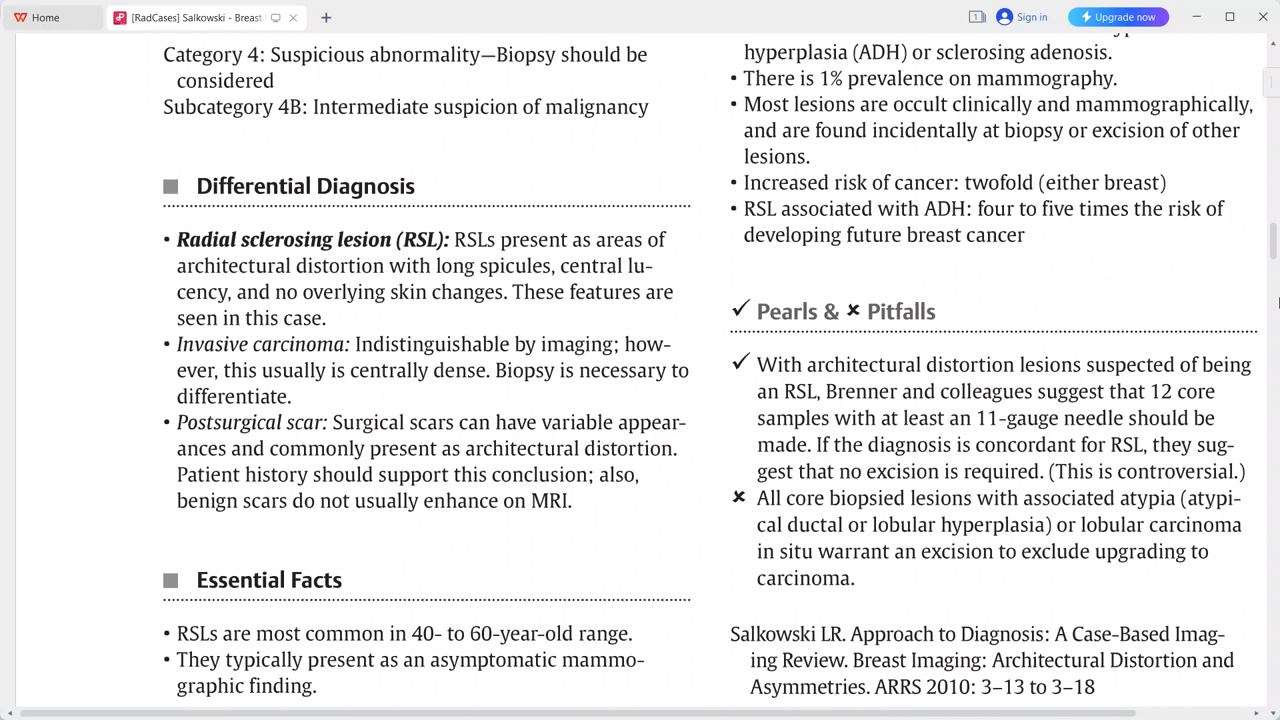 Home
[RadCases] Salkowski - Breast
1
Sign in
Upgrade now
Category 4: Suspicious abnormality—Biopsy should be
considered
Subcategory 4B: Intermediate suspicion of malignancy
Differential Diagnosis
• Radial sclerosing lesion (RSL): RSLs present as areas of
architectural distortion with long spicules, central lu-
cency, and no overlying skin changes. These features are
seen in this case.
• Invasive carcinoma: Indistinguishable by imaging; how-
ever, this usually is centrally dense. Biopsy is necessary to
differentiate.
• Postsurgical scar: Surgical scars can have variable appear-
ances and commonly present as architectural distortion.
Patient history should support this conclusion; also,
benign scars do not usually enhance on MRI.
Essential Facts
• RSLs are most common in 40- to 60-year-old range.
• They typically present as an asymptomatic mammo-
graphic finding.
hyperplasia (ADH) or sclerosing adenosis.
• There is 1% prevalence on mammography.
• Most lesions are occult clinically and mammographically,
and are found incidentally at biopsy or excision of other
lesions.
• Increased risk of cancer: twofold (either breast)
• RSL associated with ADH: four to five times the risk of
developing future breast cancer
✓ Pearls & ✗ Pitfalls
✓ With architectural distortion lesions suspected of being
an RSL, Brenner and colleagues suggest that 12 core
samples with at least an 11-gauge needle should be
made. If the diagnosis is concordant for RSL, they sug-
gest that no excision is required. (This is controversial.)
✗ All core biopsied lesions with associated atypia (atypi-
cal ductal or lobular hyperplasia) or lobular carcinoma
in situ warrant an excision to exclude upgrading to
carcinoma.
Salkowski LR. Approach to Diagnosis: A Case-Based Imag-
ing Review. Breast Imaging: Architectural Distortion and
Asymmetries. ARRS 2010: 3–13 to 3–18